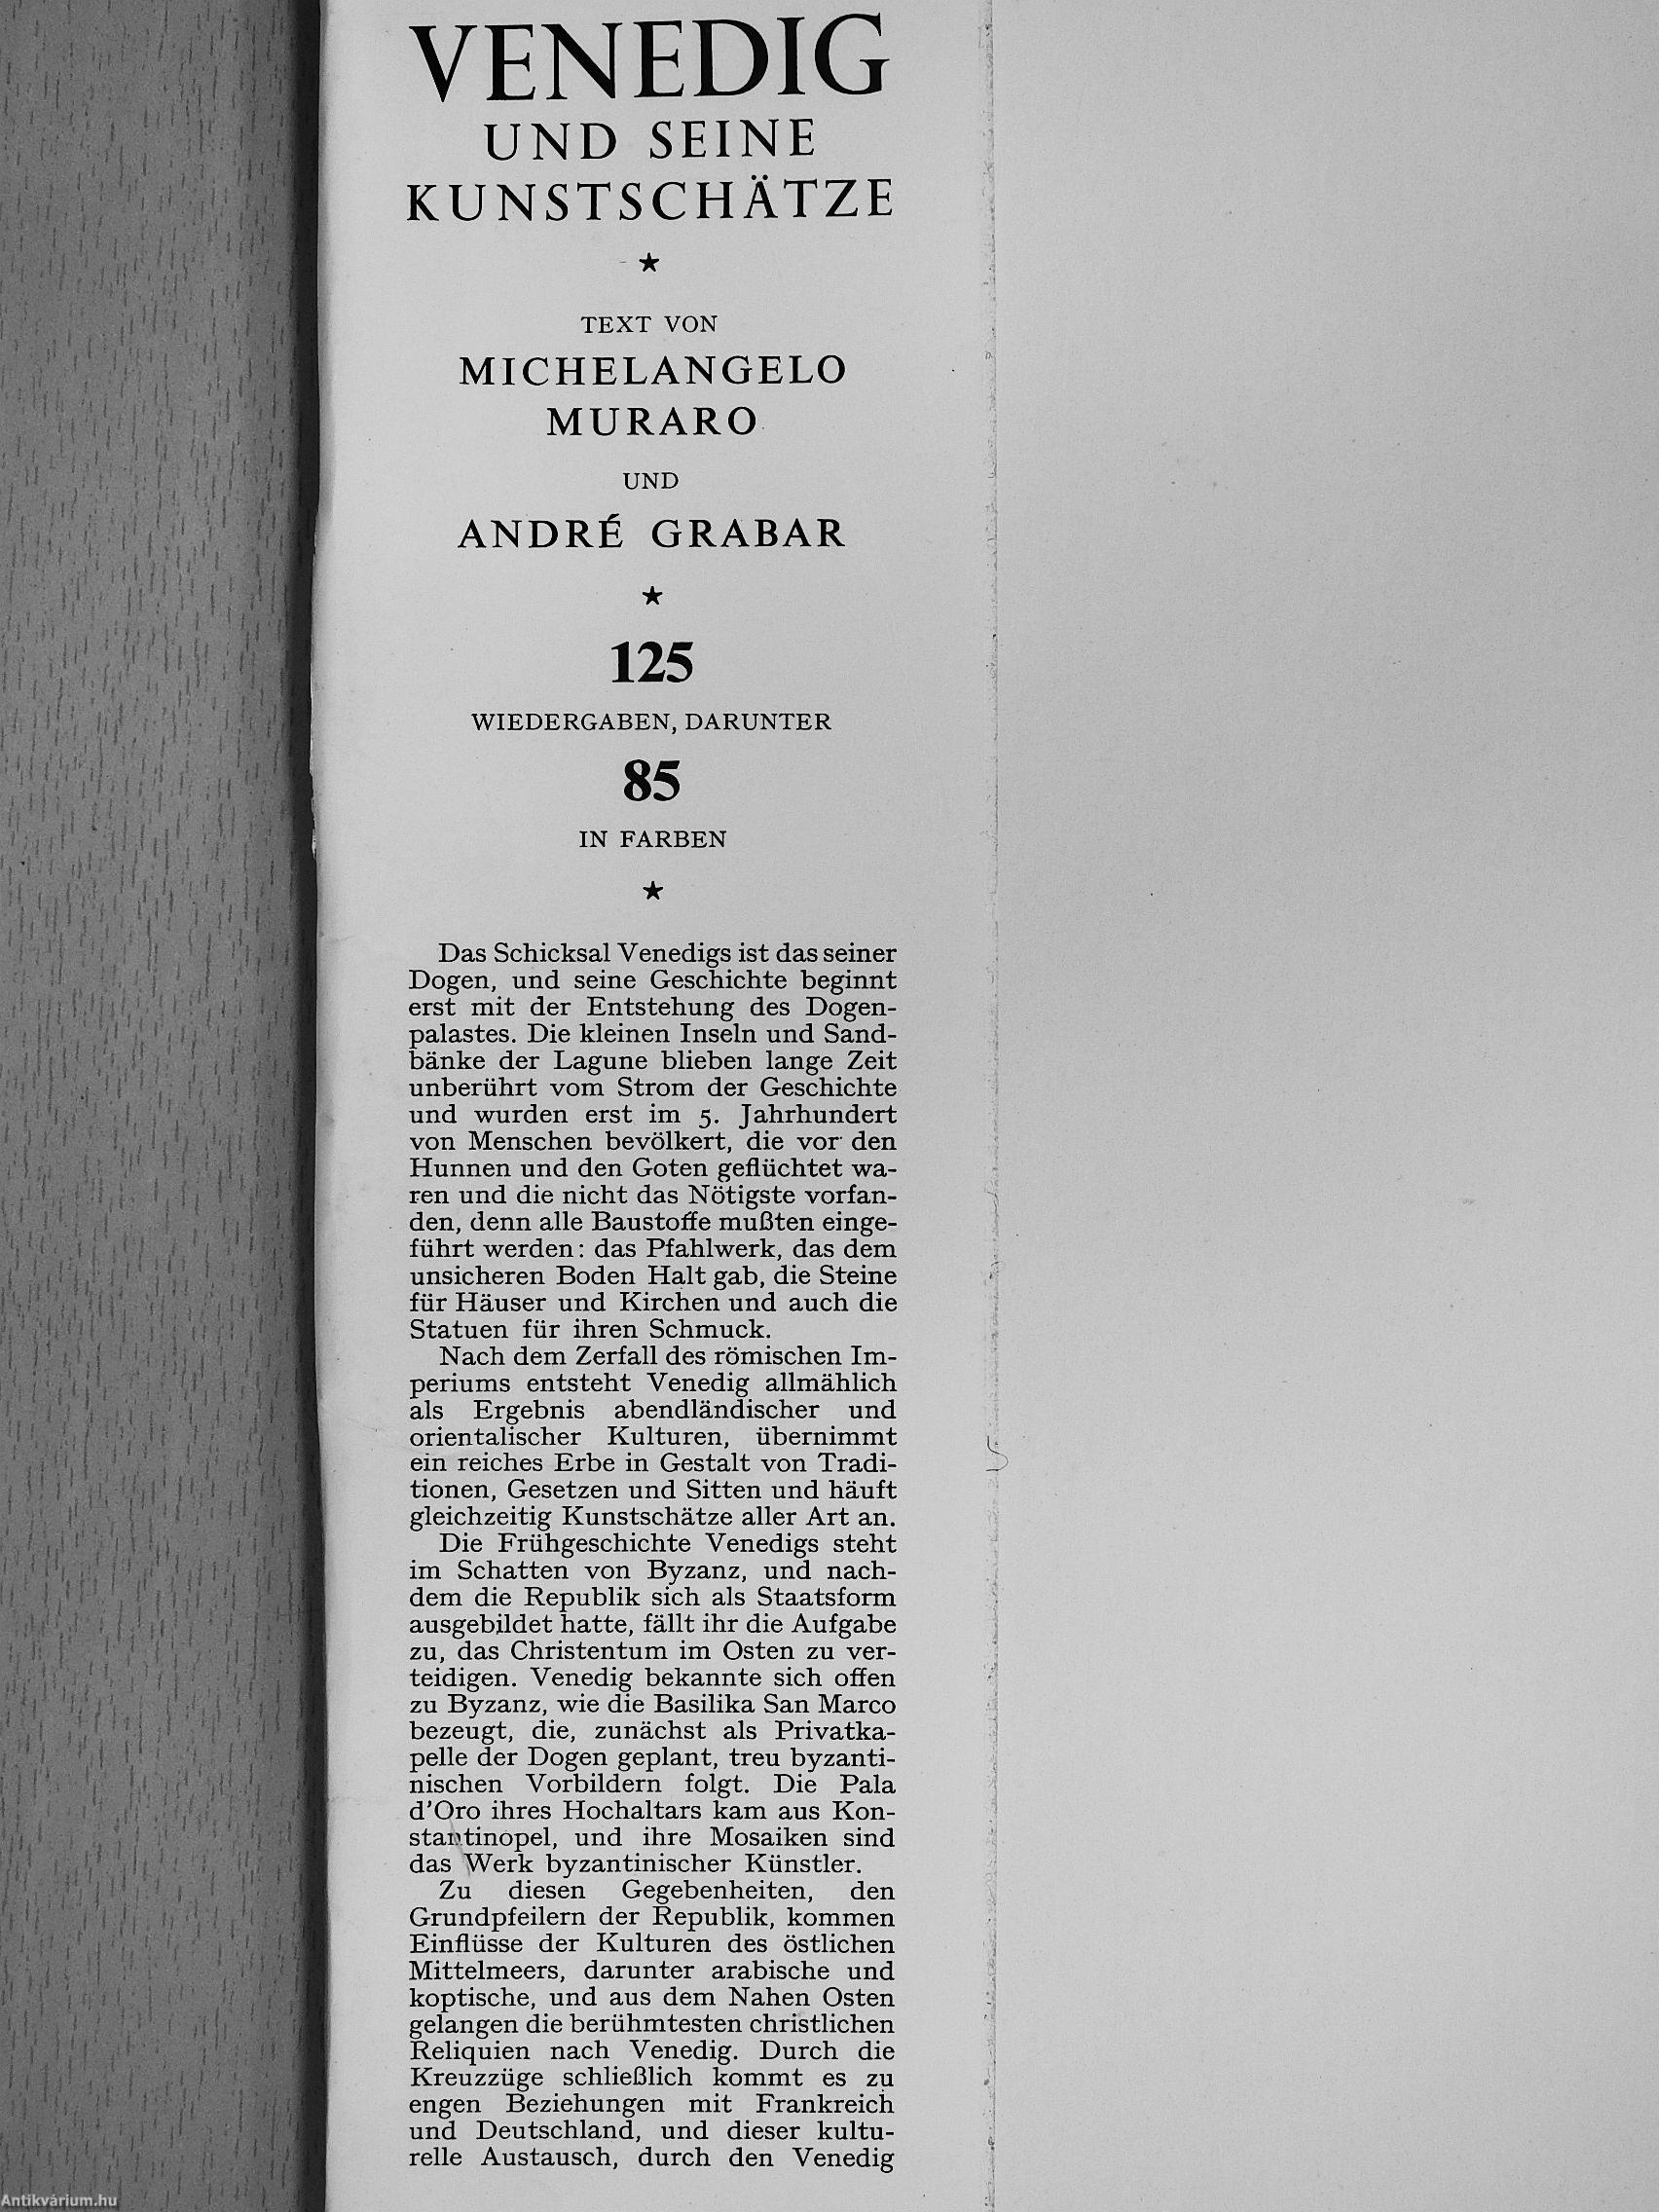 VENEDIG
UND SEINE
KUNSTSCHÄTZE
★
TEXT VON
MICHELANGELO
MURARO
UND
ANDRÉ GRABAR
★
125
WIEDERGABEN, DARUNTER
85
IN FARBEN
★
Das Schicksal Venedigs ist das seiner
Dogen, und seine Geschichte beginnt
erst mit der Entstehung des Dogen-
palastes. Die kleinen Inseln und Sand-
bänke der Lagune blieben lange Zeit
unberührt vom Strom der Geschichte
und wurden erst im 5. Jahrhundert
von Menschen bevölkert, die vor den
Hunnen und den Goten geflüchtet wa-
ren und die nicht das Nötigste vorfan-
den, denn alle Baustoffe mußten einge-
führt werden: das Pfahlwerk, das dem
unsicheren Boden Halt gab, die Steine
für Häuser und Kirchen und auch die
Statuen für ihren Schmuck.
Nach dem Zerfall des römischen Im-
periums entsteht Venedig allmählich
als Ergebnis abendländischer und
orientalischer Kulturen, übernimmt
ein reiches Erbe in Gestalt von Tradi-
tionen, Gesetzen und Sitten und häuft
gleichzeitig Kunstschätze aller Art an.
Die Frühgeschichte Venedigs steht
im Schatten von Byzanz, und nach-
dem die Republik sich als Staatsform
ausgebildet hatte, fällt ihr die Aufgabe
zu, das Christentum im Osten zu ver-
teidigen. Venedig bekannte sich offen
zu Byzanz, wie die Basilika San Marco
bezeugt, die, zunächst als Privatka-
pelle der Dogen geplant, treu byzanti-
nischen Vorbildern folgt. Die Pala
d'Oro ihres Hochaltars kam aus Kon-
stantinopel, und ihre Mosaiken sind
das Werk byzantinischer Künstler.
Zu diesen Gegebenheiten, den
Grundpfeilern der Republik, kommen
Einflüsse der Kulturen des östlichen
Mittelmeers, darunter arabische und
koptische, und aus dem Nahen Osten
gelangen die berühmtesten christlichen
Reliquien nach Venedig. Durch die
Kreuzzüge schließlich kommt es zu
engen Beziehungen mit Frankreich
und Deutschland, und dieser kultu-
relle Austausch, durch den Venedig
Antikvárium.hu